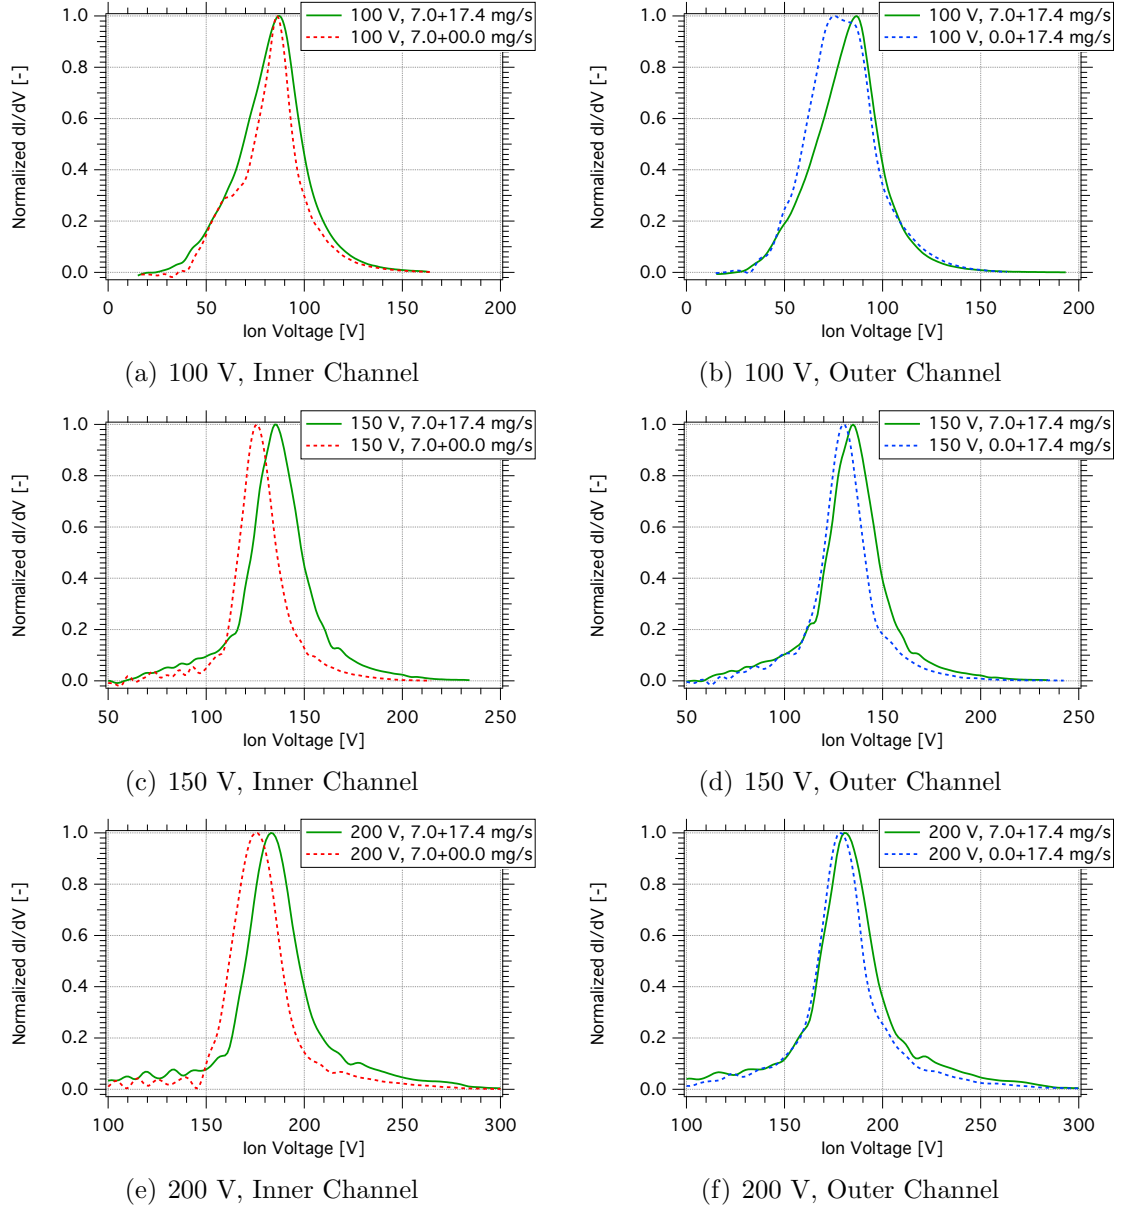 1.0
0.8
0.6
0.4
0.2
0.0
Normalized dI/dV [-]
100 V, 7.0+17.4 mg/s
100 V, 7.0+00.0 mg/s
0 50 100 150 200
Ion Voltage [V]
(a) 100 V, Inner Channel
1.0
0.8
0.6
0.4
0.2
0.0
Normalized dI/dV [-]
100 V, 7.0+17.4 mg/s
100 V, 0.0+17.4 mg/s
0 50 100 150 200
Ion Voltage [V]
(b) 100 V, Outer Channel
1.0
0.8
0.6
0.4
0.2
0.0
Normalized dI/dV [-]
150 V, 7.0+17.4 mg/s
150 V, 7.0+00.0 mg/s
50 100 150 200 250
Ion Voltage [V]
(c) 150 V, Inner Channel
1.0
0.8
0.6
0.4
0.2
0.0
Normalized dI/dV [-]
150 V, 7.0+17.4 mg/s
150 V, 0.0+17.4 mg/s
50 100 150 200 250
Ion Voltage [V]
(d) 150 V, Outer Channel
1.0
0.8
0.6
0.4
0.2
0.0
Normalized dI/dV [-]
200 V, 7.0+17.4 mg/s
200 V, 7.0+00.0 mg/s
100 150 200 250 300
Ion Voltage [V]
(e) 200 V, Inner Channel
1.0
0.8
0.6
0.4
0.2
0.0
Normalized dI/dV [-]
200 V, 7.0+17.4 mg/s
200 V, 0.0+17.4 mg/s
100 150 200 250 300
Ion Voltage [V]
(f) 200 V, Outer Channel